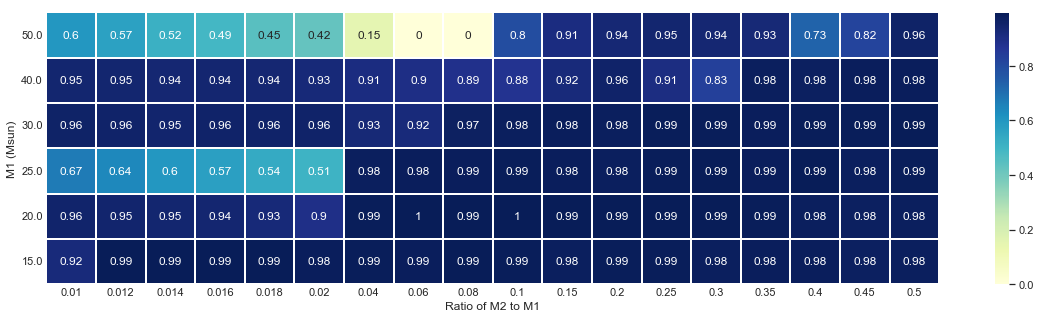 50.0 0.6 0.57 0.52 0.49 0.45 0.42 0.15 0 0 0.8 0.91 0.94 0.95 0.94 0.93 0.73 0.82 0.96
40.0 0.95 0.95 0.94 0.94 0.94 0.93 0.91 0.9 0.89 0.88 0.92 0.96 0.91 0.83 0.98 0.98 0.98 0.98
30.0 0.96 0.96 0.95 0.96 0.96 0.96 0.93 0.92 0.97 0.98 0.98 0.98 0.99 0.99 0.99 0.99 0.99 0.99
25.0 0.67 0.64 0.6 0.57 0.54 0.51 0.98 0.98 0.99 0.99 0.98 0.98 0.99 0.99 0.99 0.99 0.98 0.99
20.0 0.96 0.95 0.95 0.94 0.93 0.9 0.99 1 0.99 1 0.99 0.99 0.99 0.99 0.99 0.98 0.98 0.98
15.0 0.92 0.99 0.99 0.99 0.99 0.98 0.99 0.99 0.99 0.99 0.99 0.99 0.99 0.98 0.98 0.98 0.98 0.98
0.01 0.012 0.014 0.016 0.018 0.02 0.04 0.06 0.08 0.1 0.15 0.2 0.25 0.3 0.35 0.4 0.45 0.5
Ratio of M2 to M1
M1 (Msun)
0.8
0.6
0.4
0.2
0.0